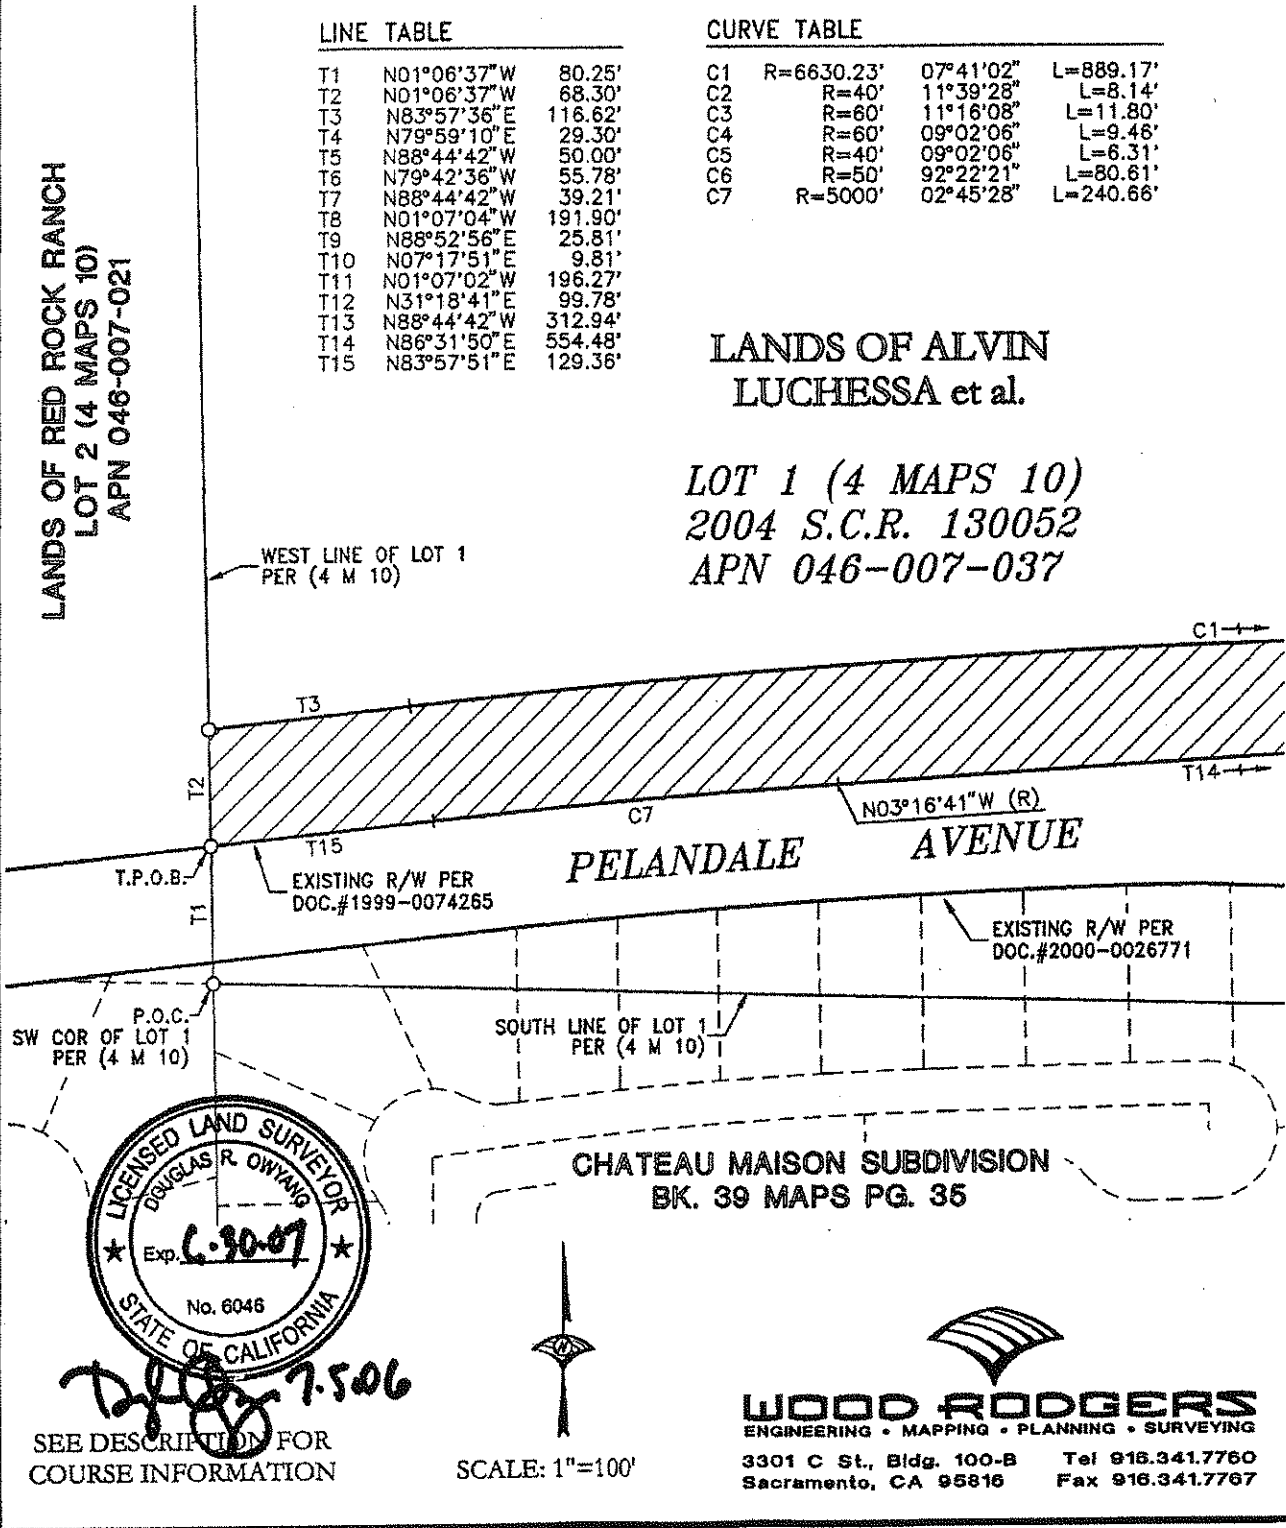 LINE TABLE
T1 N01°06'37"W 80.25'
T2 N01°06'37"W 68.30'
T3 N83°57'36"E 116.62'
T4 N79°59'10"E 29.30'
T5 N88°44'42"W 50.00'
T6 N79°42'36"W 55.78'
T7 N88°44'42"W 39.21'
T8 N01°07'04"W 191.90'
T9 N88°52'56"E 25.81'
T10 N07°17'51"E 9.81'
T11 N01°07'02"W 196.27'
T12 N31°18'41"E 99.78'
T13 N88°44'42"W 312.94'
T14 N86°31'50"E 554.48'
T15 N83°57'51"E 129.36'
CURVE TABLE
C1 R=6630.23' 07°41'02" L=889.17'
C2 R=40' 11°39'28" L=8.14'
C3 R=60' 11°16'08" L=11.80'
C4 R=60' 09°02'06" L=9.46'
C5 R=40' 09°02'06" L=6.31'
C6 R=50' 92°22'21" L=80.61'
C7 R=5000' 02°45'28" L=240.66'
LANDS OF RED ROCK RANCH
LOT 2 (4 MAPS 10)
APN 046-007-021
LANDS OF ALVIN
LUCHESSA et al.
LOT 1 (4 MAPS 10)
2004 S.C.R. 130052
APN 046-007-037
WEST LINE OF LOT 1
PER (4 M 10)
C1
T3
T2
T14
N03°16'41"W (R)
C7
T15
PELANDALE AVENUE
T.P.O.B.
EXISTING R/W PER
DOC.#1999-0074265
T1
EXISTING R/W PER
DOC.#2000-0026771
P.O.C.
SW COR OF LOT 1
PER (4 M 10)
SOUTH LINE OF LOT 1
PER (4 M 10)
CHATEAU MAISON SUBDIVISION
BK. 39 MAPS PG. 35
LICENSED LAND SURVEYOR
DOUGLAS R. OWYANG
Exp. 6.30.07
No. 6046
STATE OF CALIFORNIA
7.5.06
SEE DESCRIPTION FOR
COURSE INFORMATION
N
SCALE: 1"=100'
WOOD RODGERS
ENGINEERING • MAPPING • PLANNING • SURVEYING
3301 C St., Bldg. 100-B Tel 916.341.7760
Sacramento, CA 95816 Fax 916.341.7767